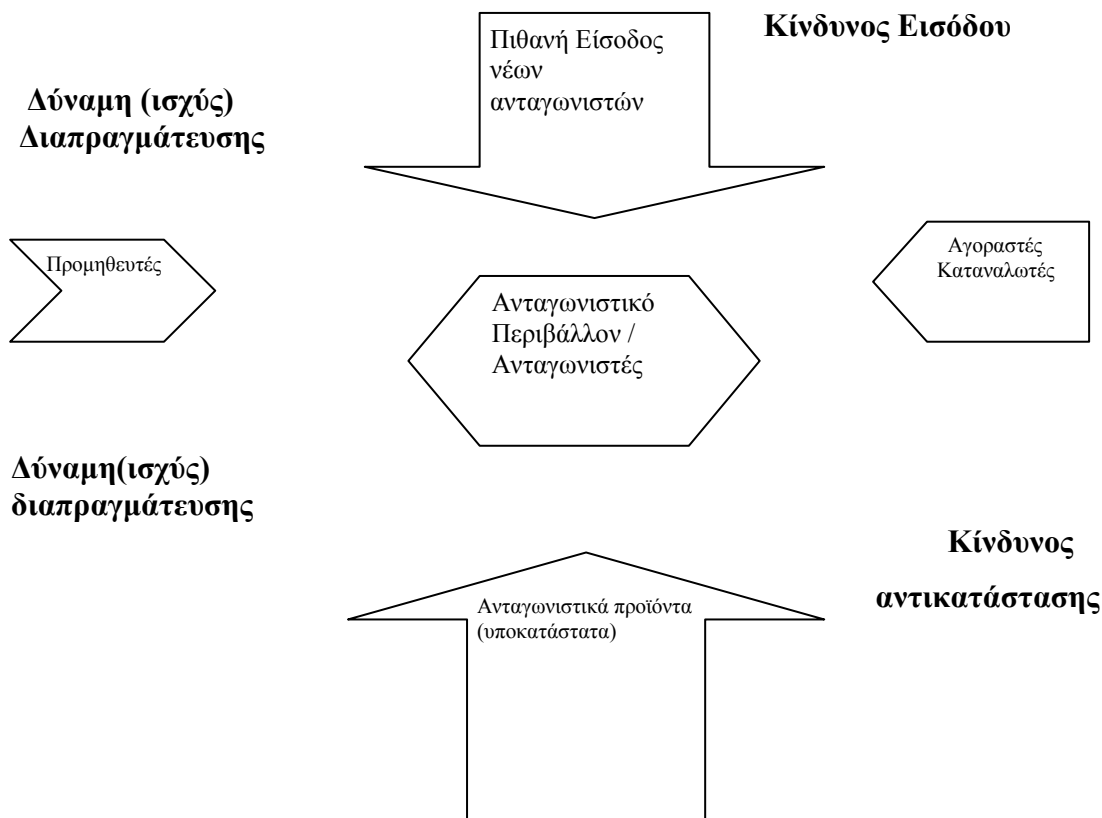 Κίνδυνος Εισόδου
Πιθανή Είσοδος
νέων
ανταγωνιστών
Δύναμη (ισχύς)
Διαπραγμάτευσης
Προμηθευτές
Αγοραστές
Καταναλωτές
Ανταγωνιστικό
Περιβάλλον /
Ανταγωνιστές
Δύναμη(ισχύς)
διαπραγμάτευσης
Κίνδυνος
αντικατάστασης
Ανταγωνιστικά προϊόντα
(υποκατάστατα)